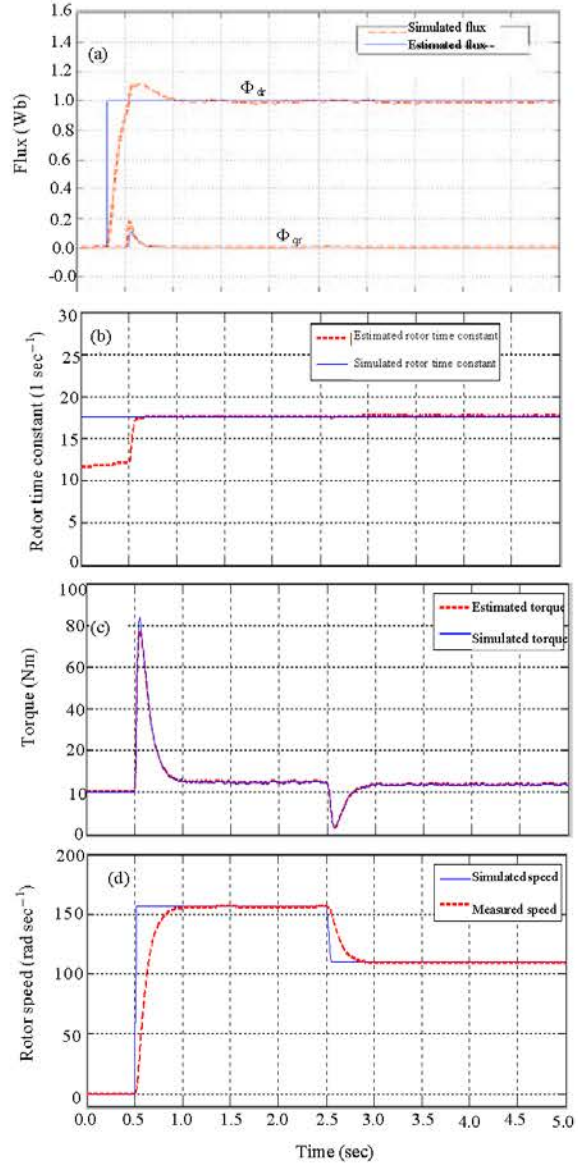 1.6
1.4
1.2
1.0
0.8
0.6
0.4
0.2
0.0
-0.0
Flux (Wb)
(a)
Simulated flux
Estimated flux--
Φdr
Φqr
30
25
20
15
10
5
0
Rotor time constant (1 sec⁻¹)
(b)
Estimated rotor time constant
Simulated rotor time constant
100
80
60
40
20
10
0
Torque (Nm)
(c)
Estimated torque
Simulated torque
200
150
100
50
0
Rotor speed (rad sec⁻¹)
(d)
Simulated speed
Measured speed
0.0 0.5 1.0 1.5 2.0 2.5 3.0 3.5 4.0 4.5 5.0
Time (sec)